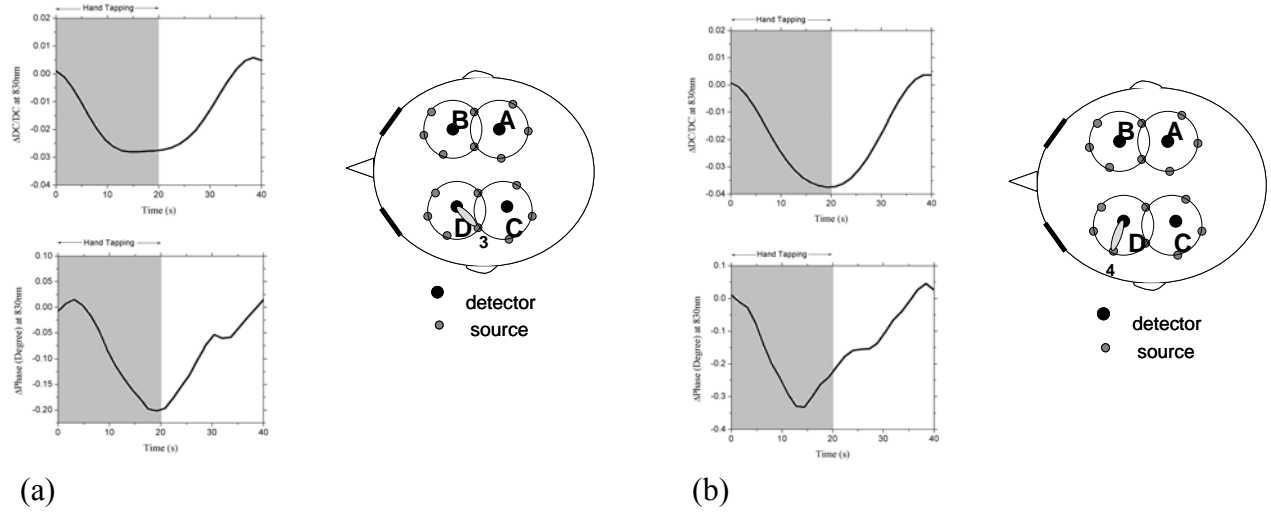 Hand Tapping
0.02
0.01
0.00
-0.01
-0.02
-0.03
-0.04
ΔDC/DC at 830nm
0 10 20 30 40
Time (s)
Hand Tapping
0.10
0.05
0.00
-0.05
-0.10
-0.15
-0.20
ΔPhase (Degree) at 830nm
0 10 20 30 40
Time (s)
B A
D C
3
detector
source
(a)
Hand Tapping
0.02
0.01
0.00
-0.01
-0.02
-0.03
-0.04
ΔDC/DC at 830nm
0 10 20 30 40
Time (s)
Hand Tapping
0.1
0.0
-0.1
-0.2
-0.3
-0.4
ΔPhase (Degree) at 830nm
0 10 20 30 40
Time (s)
B A
D C
4
detector
source
(b)